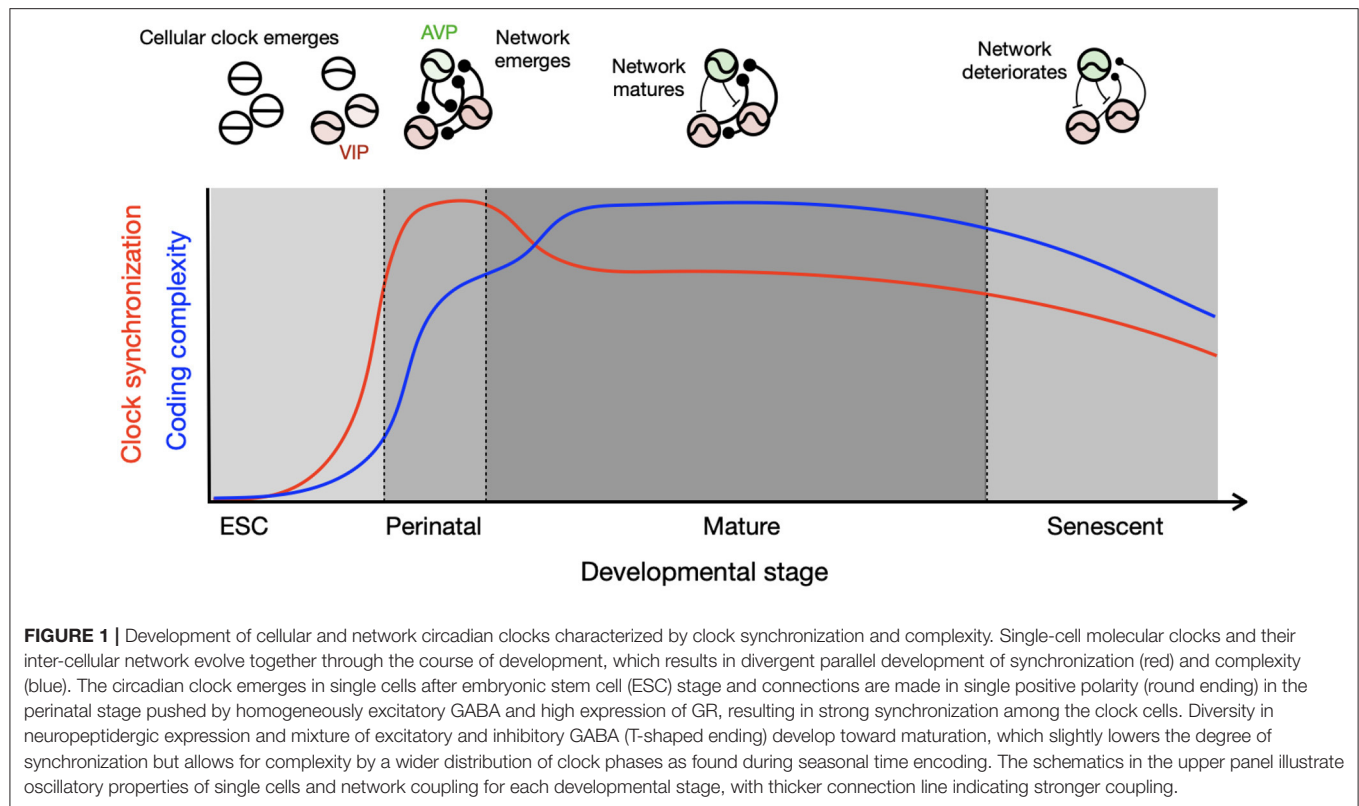 Cellular clock emerges
AVP
VIP
Network
emerges
Network
matures
Network
deteriorates
Clock synchronization
Coding complexity
ESC
Perinatal
Mature
Senescent
Developmental stage
FIGURE 1 | Development of cellular and network circadian clocks characterized by clock synchronization and complexity. Single-cell molecular clocks and their
inter-cellular network evolve together through the course of development, which results in divergent parallel development of synchronization (red) and complexity
(blue). The circadian clock emerges in single cells after embryonic stem cell (ESC) stage and connections are made in single positive polarity (round ending) in the
perinatal stage pushed by homogeneously excitatory GABA and high expression of GR, resulting in strong synchronization among the clock cells. Diversity in
neuropeptidergic expression and mixture of excitatory and inhibitory GABA (T-shaped ending) develop toward maturation, which slightly lowers the degree of
synchronization but allows for complexity by a wider distribution of clock phases as found during seasonal time encoding. The schematics in the upper panel illustrate
oscillatory properties of single cells and network coupling for each developmental stage, with thicker connection line indicating stronger coupling.